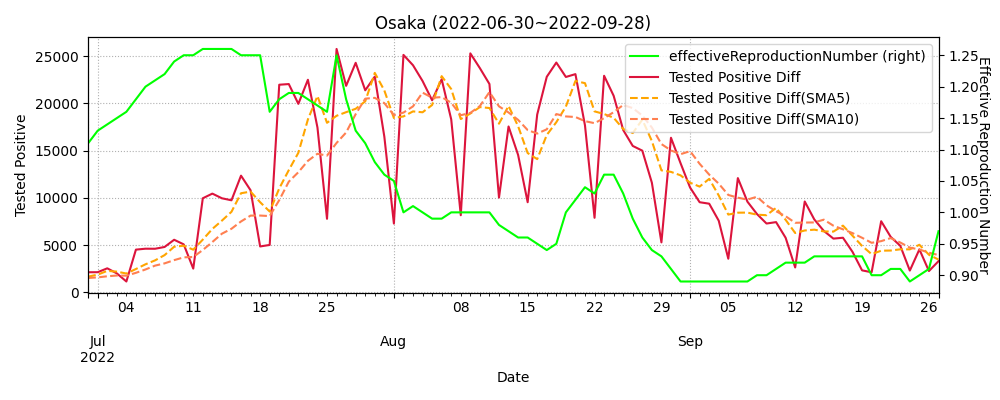 Osaka (2022-06-30~2022-09-28)
effectiveReproductionNumber (right)
Tested Positive Diff
Tested Positive Diff(SMA5)
Tested Positive Diff(SMA10)
Tested Positive
25000
20000
15000
10000
5000
0
1.25
1.20
1.15
1.10
1.05
1.00
0.95
0.90
Effective Reproduction Number
04 11 18 25 08 15 22 29 05 12 19 26
Jul Aug Sep
2022
Date